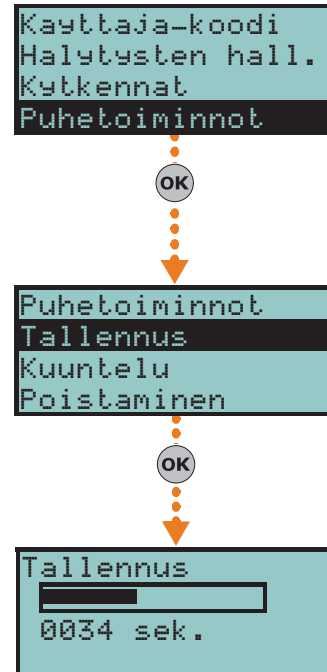 Kayttaja-koodi
Halytysten hall.
Kytkennat
Puhetoiminnot
OK
Puhetoiminnot
Tallennus
Kuuntelu
Poistaminen
OK
Tallennus
0034 sek.